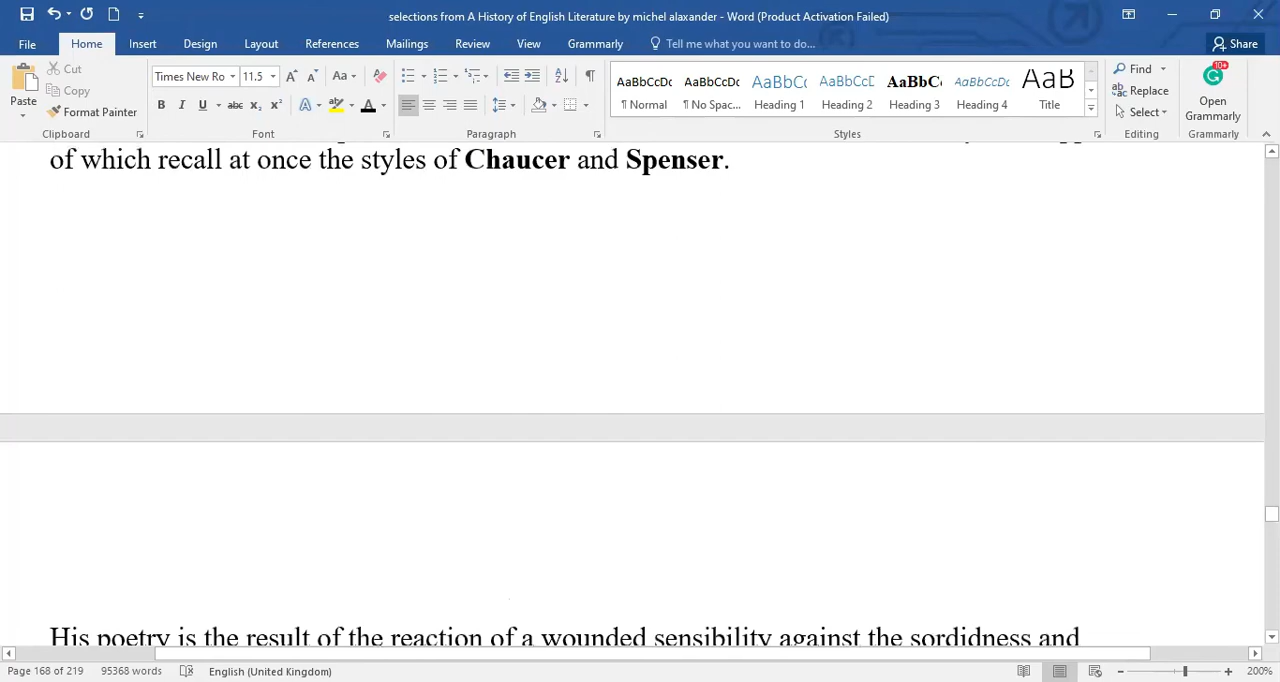 selections from A History of English Literature by michel alaxander - Word (Product Activation Failed)
File Home Insert Design Layout References Mailings Review View Grammarly Tell me what you want to do... Share
Paste
Cut
Copy
Format Painter
Clipboard
Times New Ro 11.5
Font
Paragraph
AaBbCcDc AaBbCcDc AaBbC AaBbCcD AaBbC AaBbCcDc AaB
¶ Normal ¶ No Spac... Heading 1 Heading 2 Heading 3 Heading 4 Title
Styles
Find
Replace
Select
Editing
10+
Open
Grammarly
Grammarly
of which recall at once the styles of Chaucer and Spenser.
His poetry is the result of the reaction of a wounded sensibility against the sordidness and
Page 168 of 219 95368 words English (United Kingdom) 200%